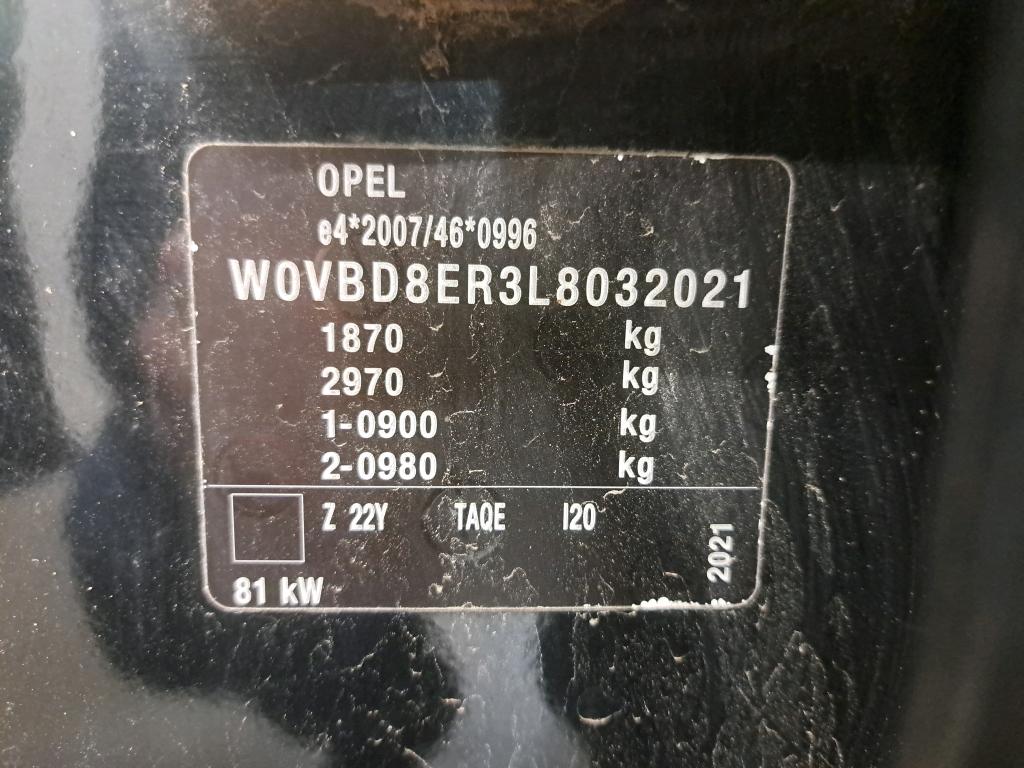 OPEL
e4*2007/46*0996
W0VBD8ER3L8032021
1870 kg
2970 kg
1-0900 kg
2-0980 kg
Z 22Y TAQE I20
2021
81 kW